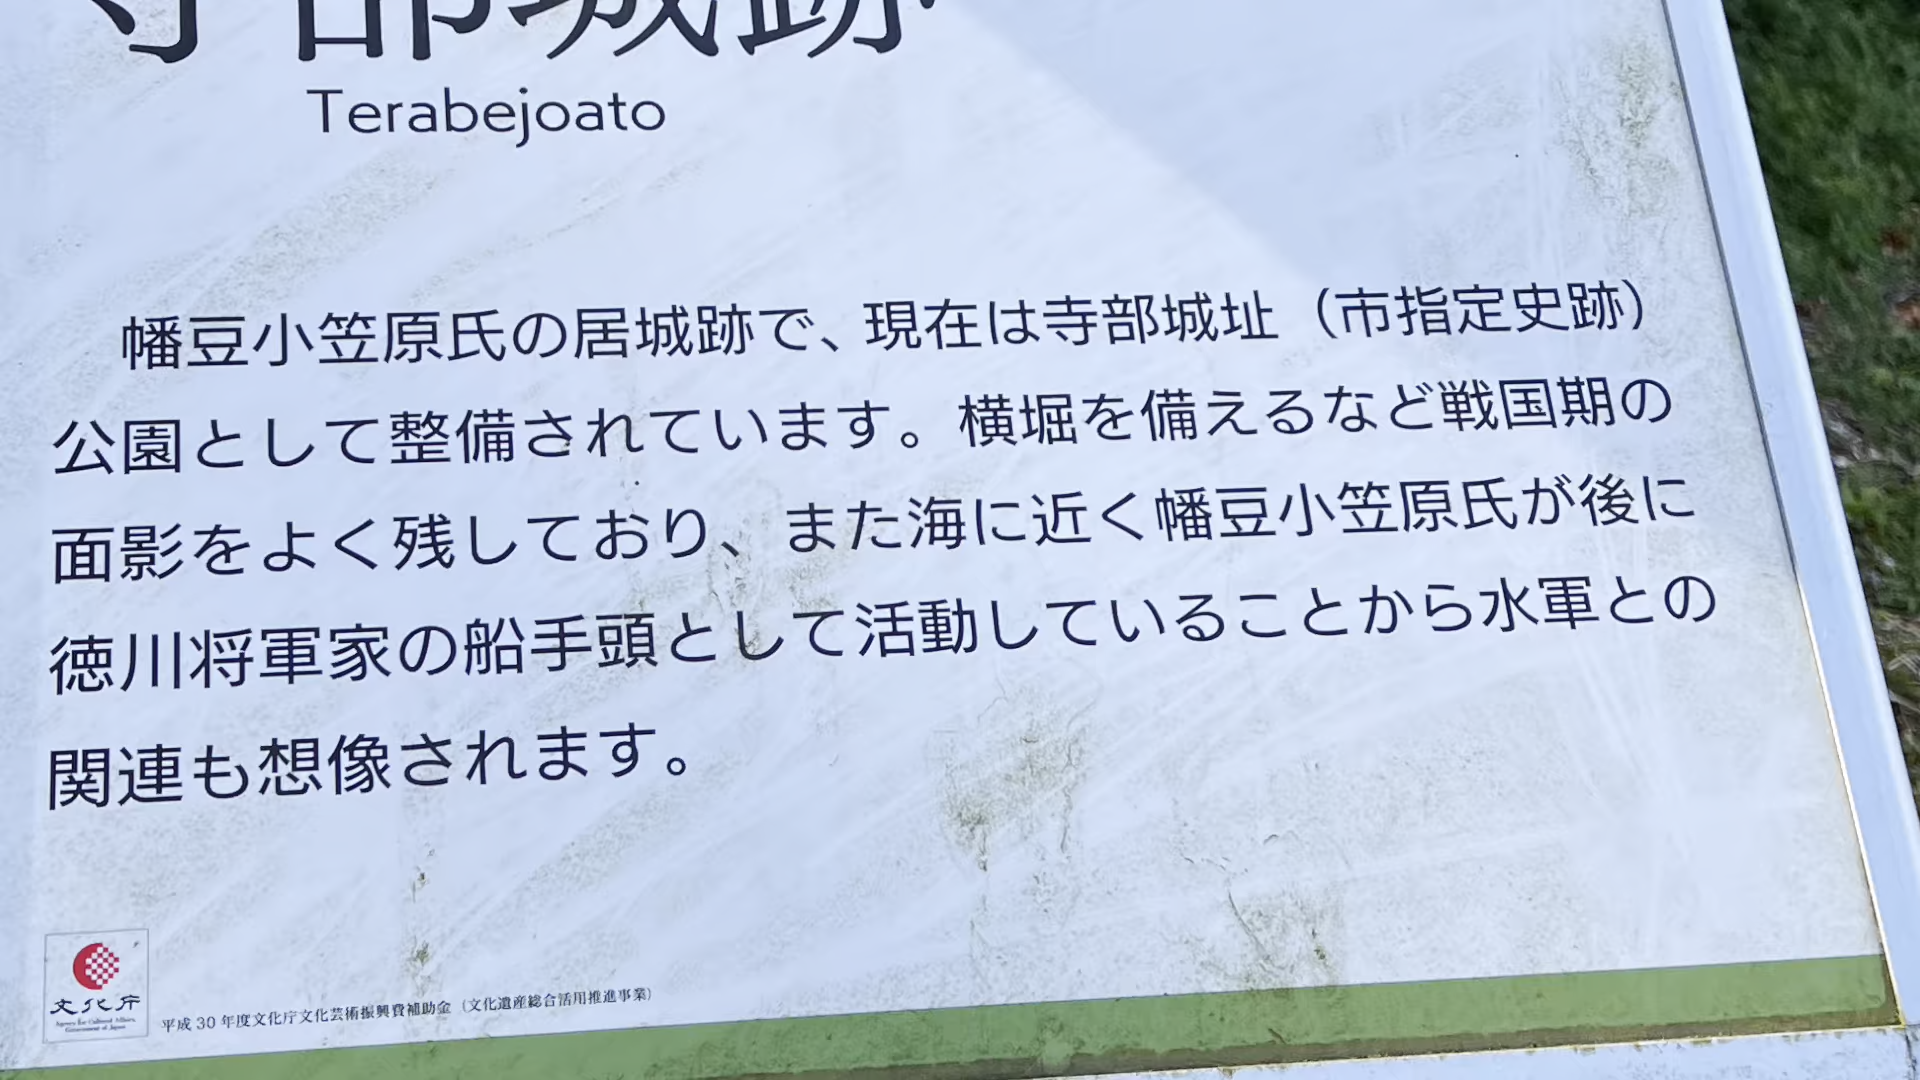 寺部城跡
Terabejoato
幡豆小笠原氏の居城跡で、現在は寺部城址（市指定史跡）
公園として整備されています。横堀を備えるなど戦国期の
面影をよく残しており、また海に近く幡豆小笠原氏が後に
徳川将軍家の船手頭として活動していることから水軍との
関連も想像されます。
文化庁
Agency for Cultural Affairs,
Government of Japan
平成 30 年度文化庁文化芸術振興費補助金（文化遺産総合活用推進事業）